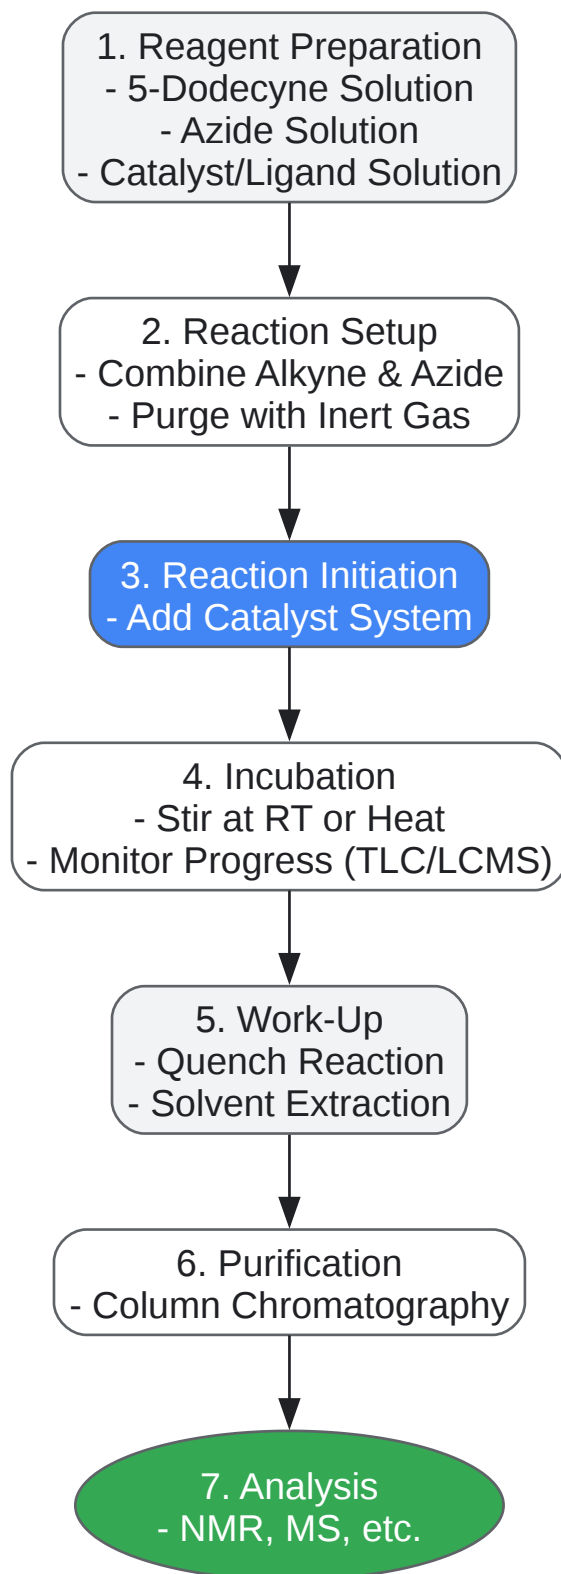 1. Reagent Preparation
- 5-Dodecyne Solution
- Azide Solution
- Catalyst/Ligand Solution
2. Reaction Setup
- Combine Alkyne & Azide
- Purge with Inert Gas
3. Reaction Initiation
- Add Catalyst System
4. Incubation
- Stir at RT or Heat
- Monitor Progress (TLC/LCMS)
5. Work-Up
- Quench Reaction
- Solvent Extraction
6. Purification
- Column Chromatography
7. Analysis
- NMR, MS, etc.